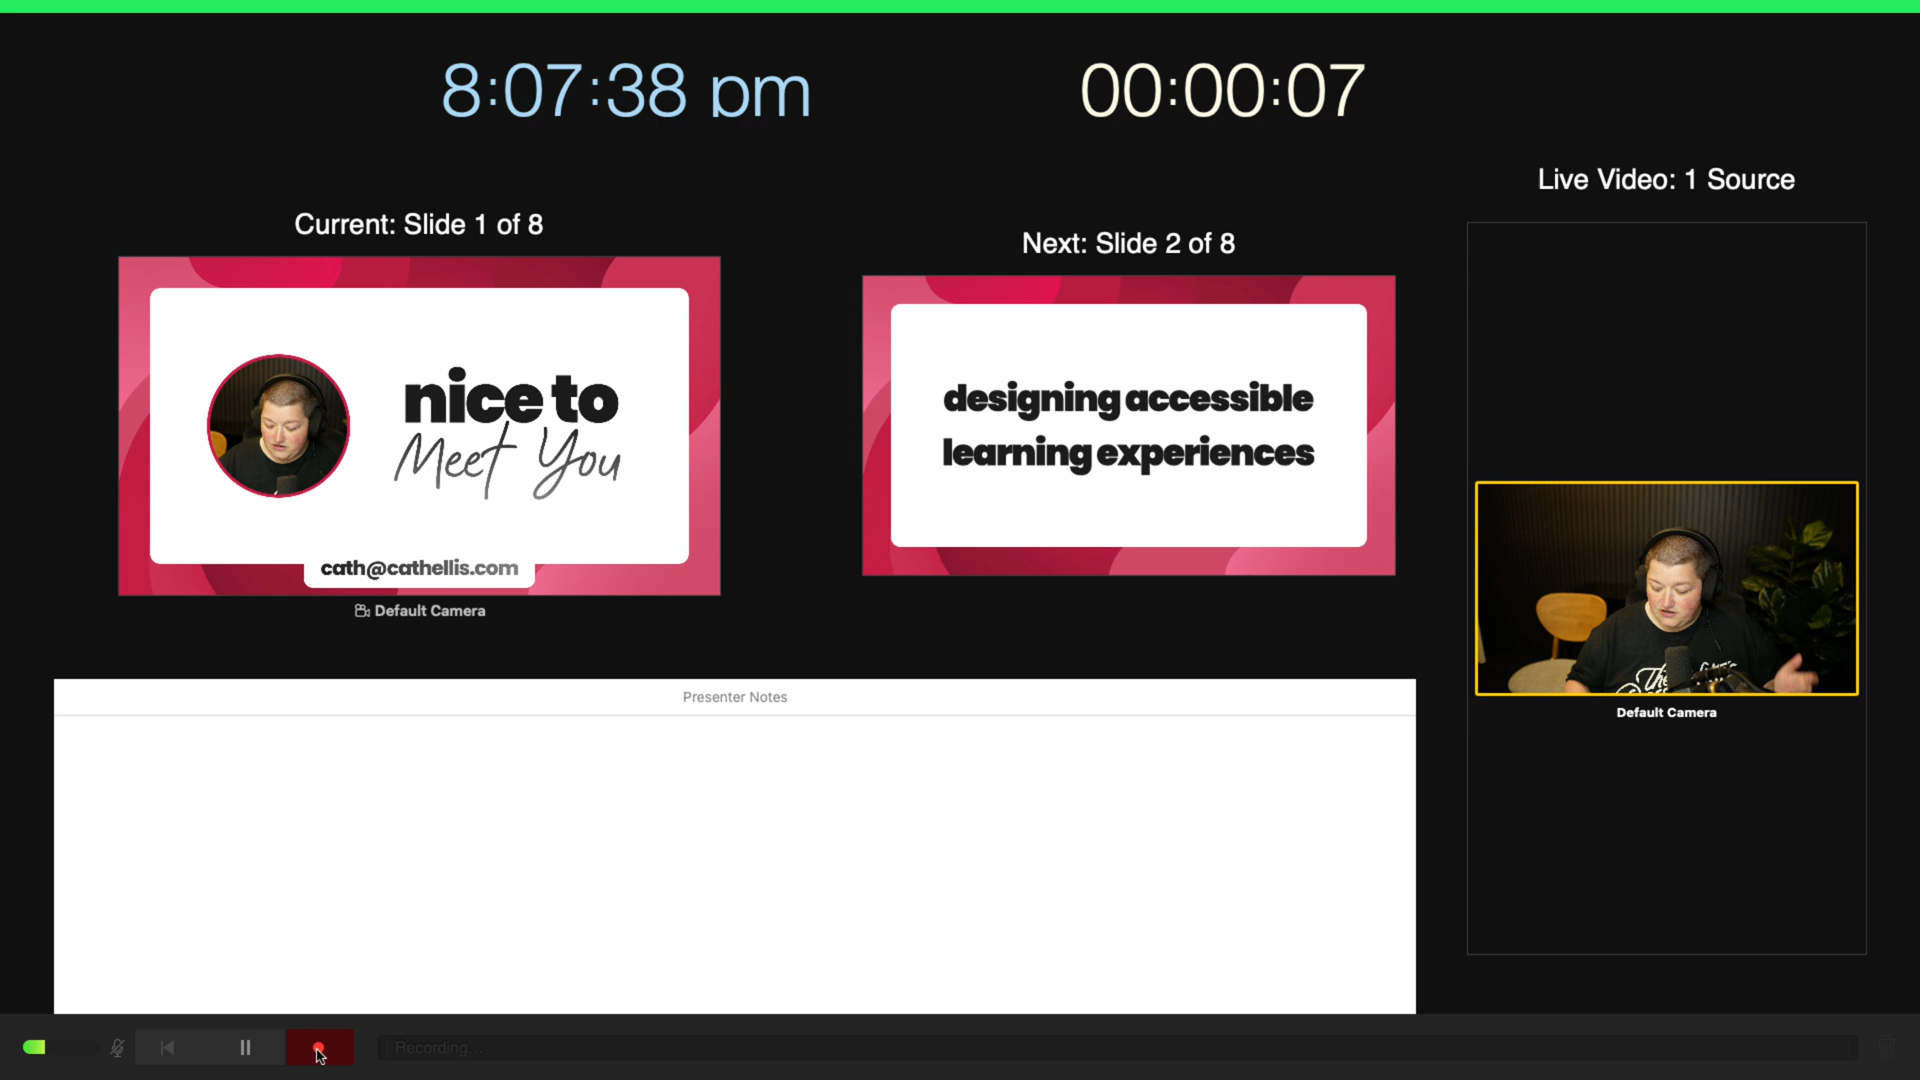 8:07:38 pm
00:00:07
Live Video: 1 Source
Current: Slide 1 of 8
Next: Slide 2 of 8
nice to
Meet You
cath@cathellis.com
Default Camera
designing accessible
learning experiences
The
Default Camera
Presenter Notes
Recording...